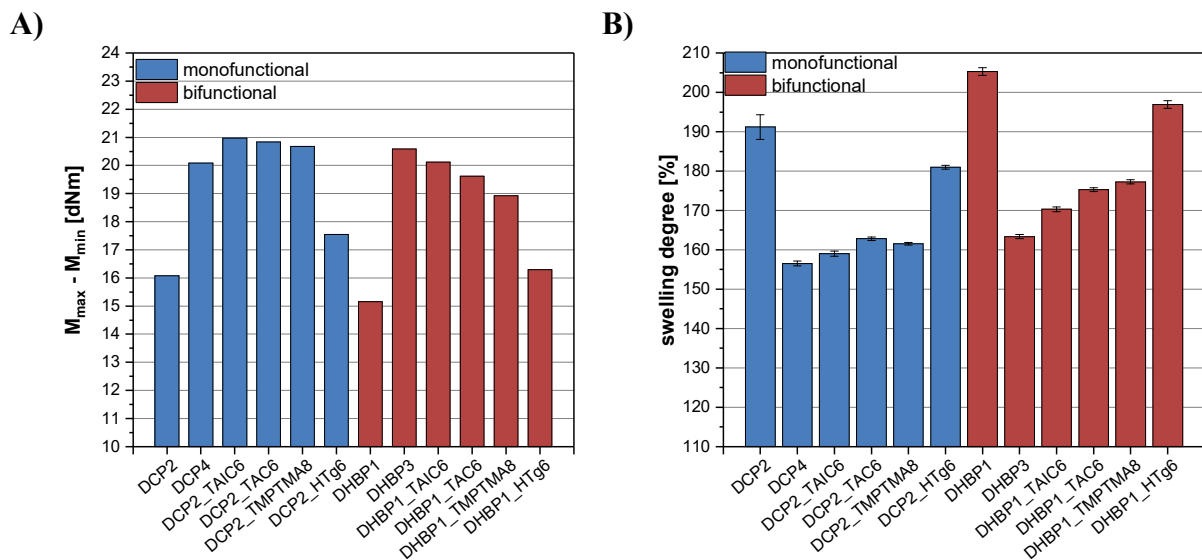 A)
24
23
22
21
20
19
18
17
16
15
14
13
12
11
10
M_max - M_min [dNm]
monofunctional
bifunctional
DCP2
DCP4
DCP2_TAIC6
DCP2_TAC6
DCP2_TMPTMA8
DCP2_HTg6
DHBP1
DHBP3
DHBP1_TAIC6
DHBP1_TAC6
DHBP1_TMPTMA8
DHBP1_HTg6
B)
210
200
190
180
170
160
150
140
130
120
110
swelling degree [%]
monofunctional
bifunctional
DCP2
DCP4
DCP2_TAIC6
DCP2_TAC6
DCP2_TMPTMA8
DCP2_HTg6
DHBP1
DHBP3
DHBP1_TAIC6
DHBP1_TAC6
DHBP1_TMPTMA8
DHBP1_HTg6